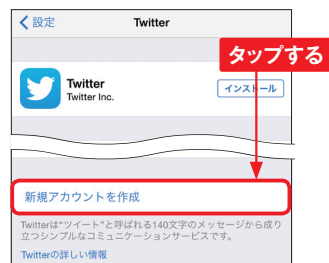 設定
Twitter
タップする
Twitter
Twitter Inc.
インストール
新規アカウントを作成
Twitterは“ツイート”と呼ばれる140文字のメッセージから成り
立つシンプルなコミュニケーションサービスです。
Twitterの詳しい情報